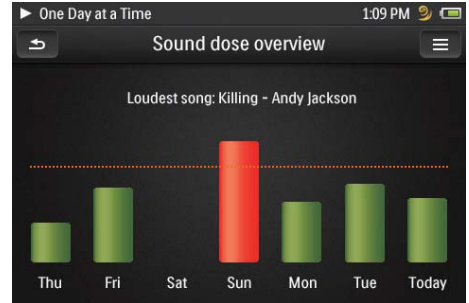 One Day at a Time 1:09 PM
Sound dose overview
Loudest song: Killing - Andy Jackson
Thu Fri Sat Sun Mon Tue Today